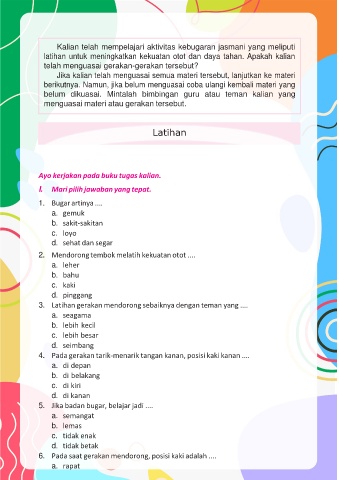 Kalian telah mempelajari aktivitas kebugaran jasmani yang meliputi
latihan untuk meningkatkan kekuatan otot dan daya tahan. Apakah kalian
telah menguasai gerakan-gerakan tersebut?
Jika kalian telah menguasai semua materi tersebut, lanjutkan ke materi
berikutnya. Namun, jika belum menguasai coba ulangi kembali materi yang
belum dikuasai. Mintalah bimbingan guru atau teman kalian yang
menguasai materi atau gerakan tersebut.
Latihan
Ayo kerjakan pada buku tugas kalian.
I. Mari pilih jawaban yang tepat.
1. Bugar artinya ....
a. gemuk
b. sakit-sakitan
c. loyo
d. sehat dan segar
2. Mendorong tembok melatih kekuatan otot ....
a. leher
b. bahu
c. kaki
d. pinggang
3. Latihan gerakan mendorong sebaiknya dengan teman yang ....
a. seagama
b. lebih kecil
c. lebih besar
d. seimbang
4. Pada gerakan tarik-menarik tangan kanan, posisi kaki kanan ....
a. di depan
b. di belakang
c. di kiri
d. di kanan
5. Jika badan bugar, belajar jadi ....
a. semangat
b. lemas
c. tidak enak
d. tidak betak
6. Pada saat gerakan mendorong, posisi kaki adalah ....
a. rapat